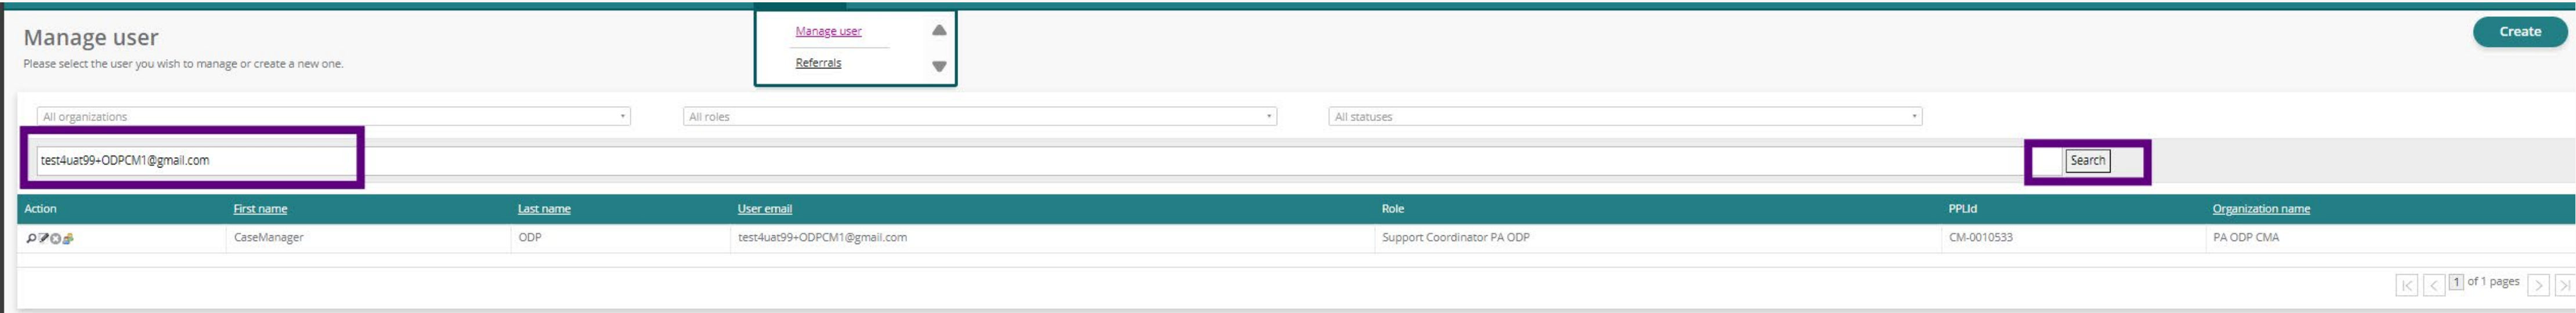 Manage user
Please select the user you wish to manage or create a new one.
Manage user
Referrals
Create
All organizations
All roles
All statuses
test4uat99+ODPCM1@gmail.com
Search
Action First name Last name User email Role PPLId Organization name
CaseManager ODP test4uat99+ODPCM1@gmail.com Support Coordinator PA ODP CM-0010533 PA ODP CMA
1 of 1 pages